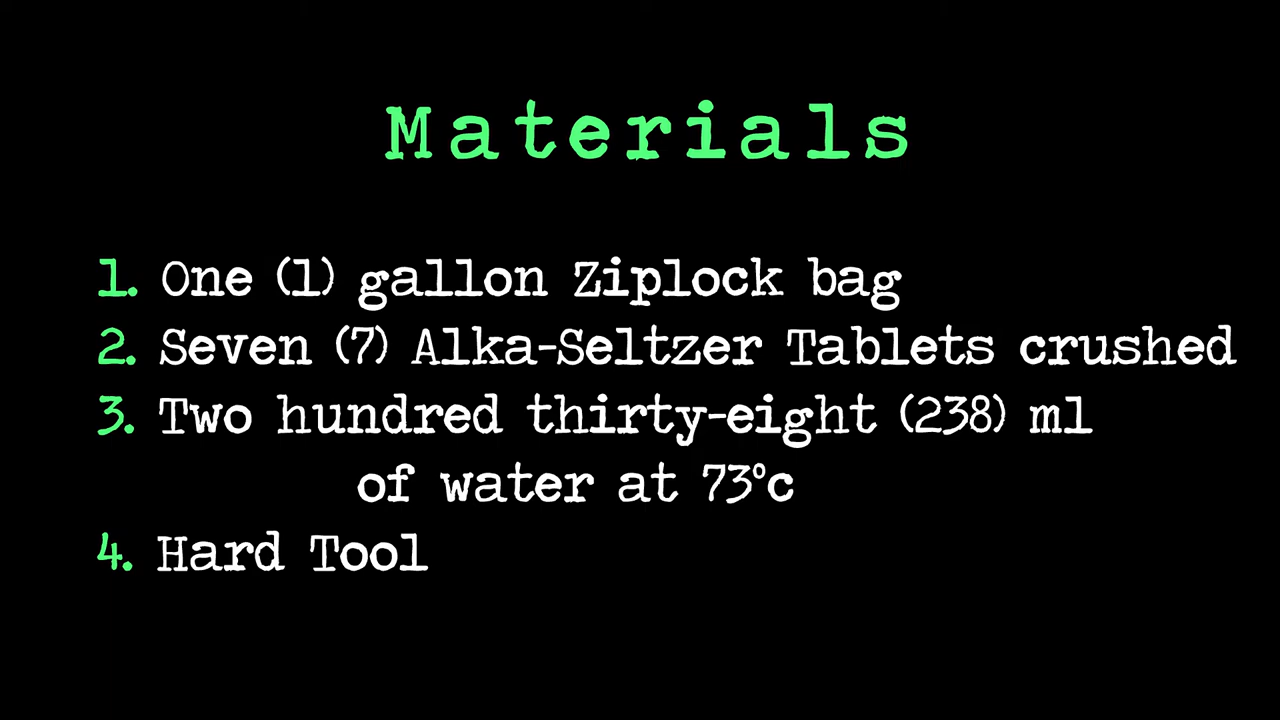 Materials
1. One (1) gallon Ziplock bag
2. Seven (7) Alka-Seltzer Tablets crushed
3. Two hundred thirty-eight (238) ml
of water at 73°c
4. Hard Tool